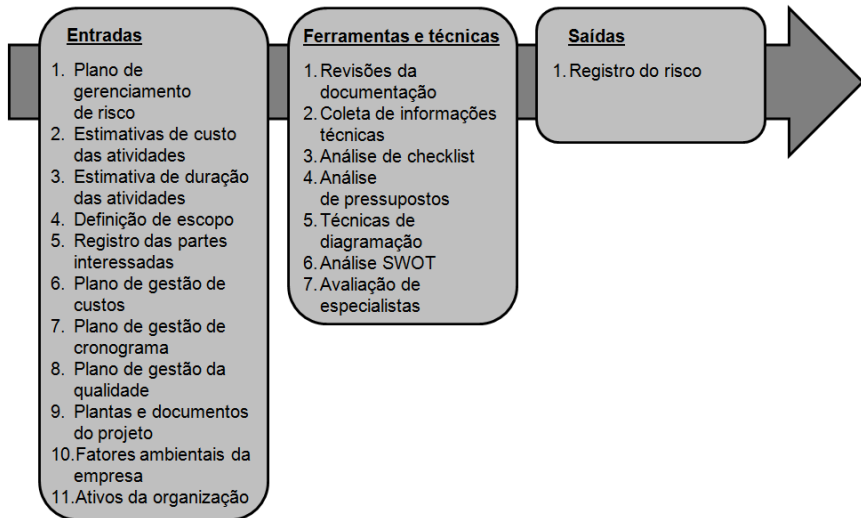 Entradas
1. Plano de
gerenciamento
de risco
2. Estimativas de custo
das atividades
3. Estimativa de duração
das atividades
4. Definição de escopo
5. Registro das partes
interessadas
6. Plano de gestão de
custos
7. Plano de gestão de
cronograma
8. Plano de gestão da
qualidade
9. Plantas e documentos
do projeto
10.Fatores ambientais da
empresa
11.Ativos da organização
Ferramentas e técnicas
1. Revisões da
documentação
2. Coleta de informações
técnicas
3. Análise de checklist
4. Análise
de pressupostos
5. Técnicas de
diagramação
6. Análise SWOT
7. Avaliação de
especialistas
Saídas
1. Registro do risco